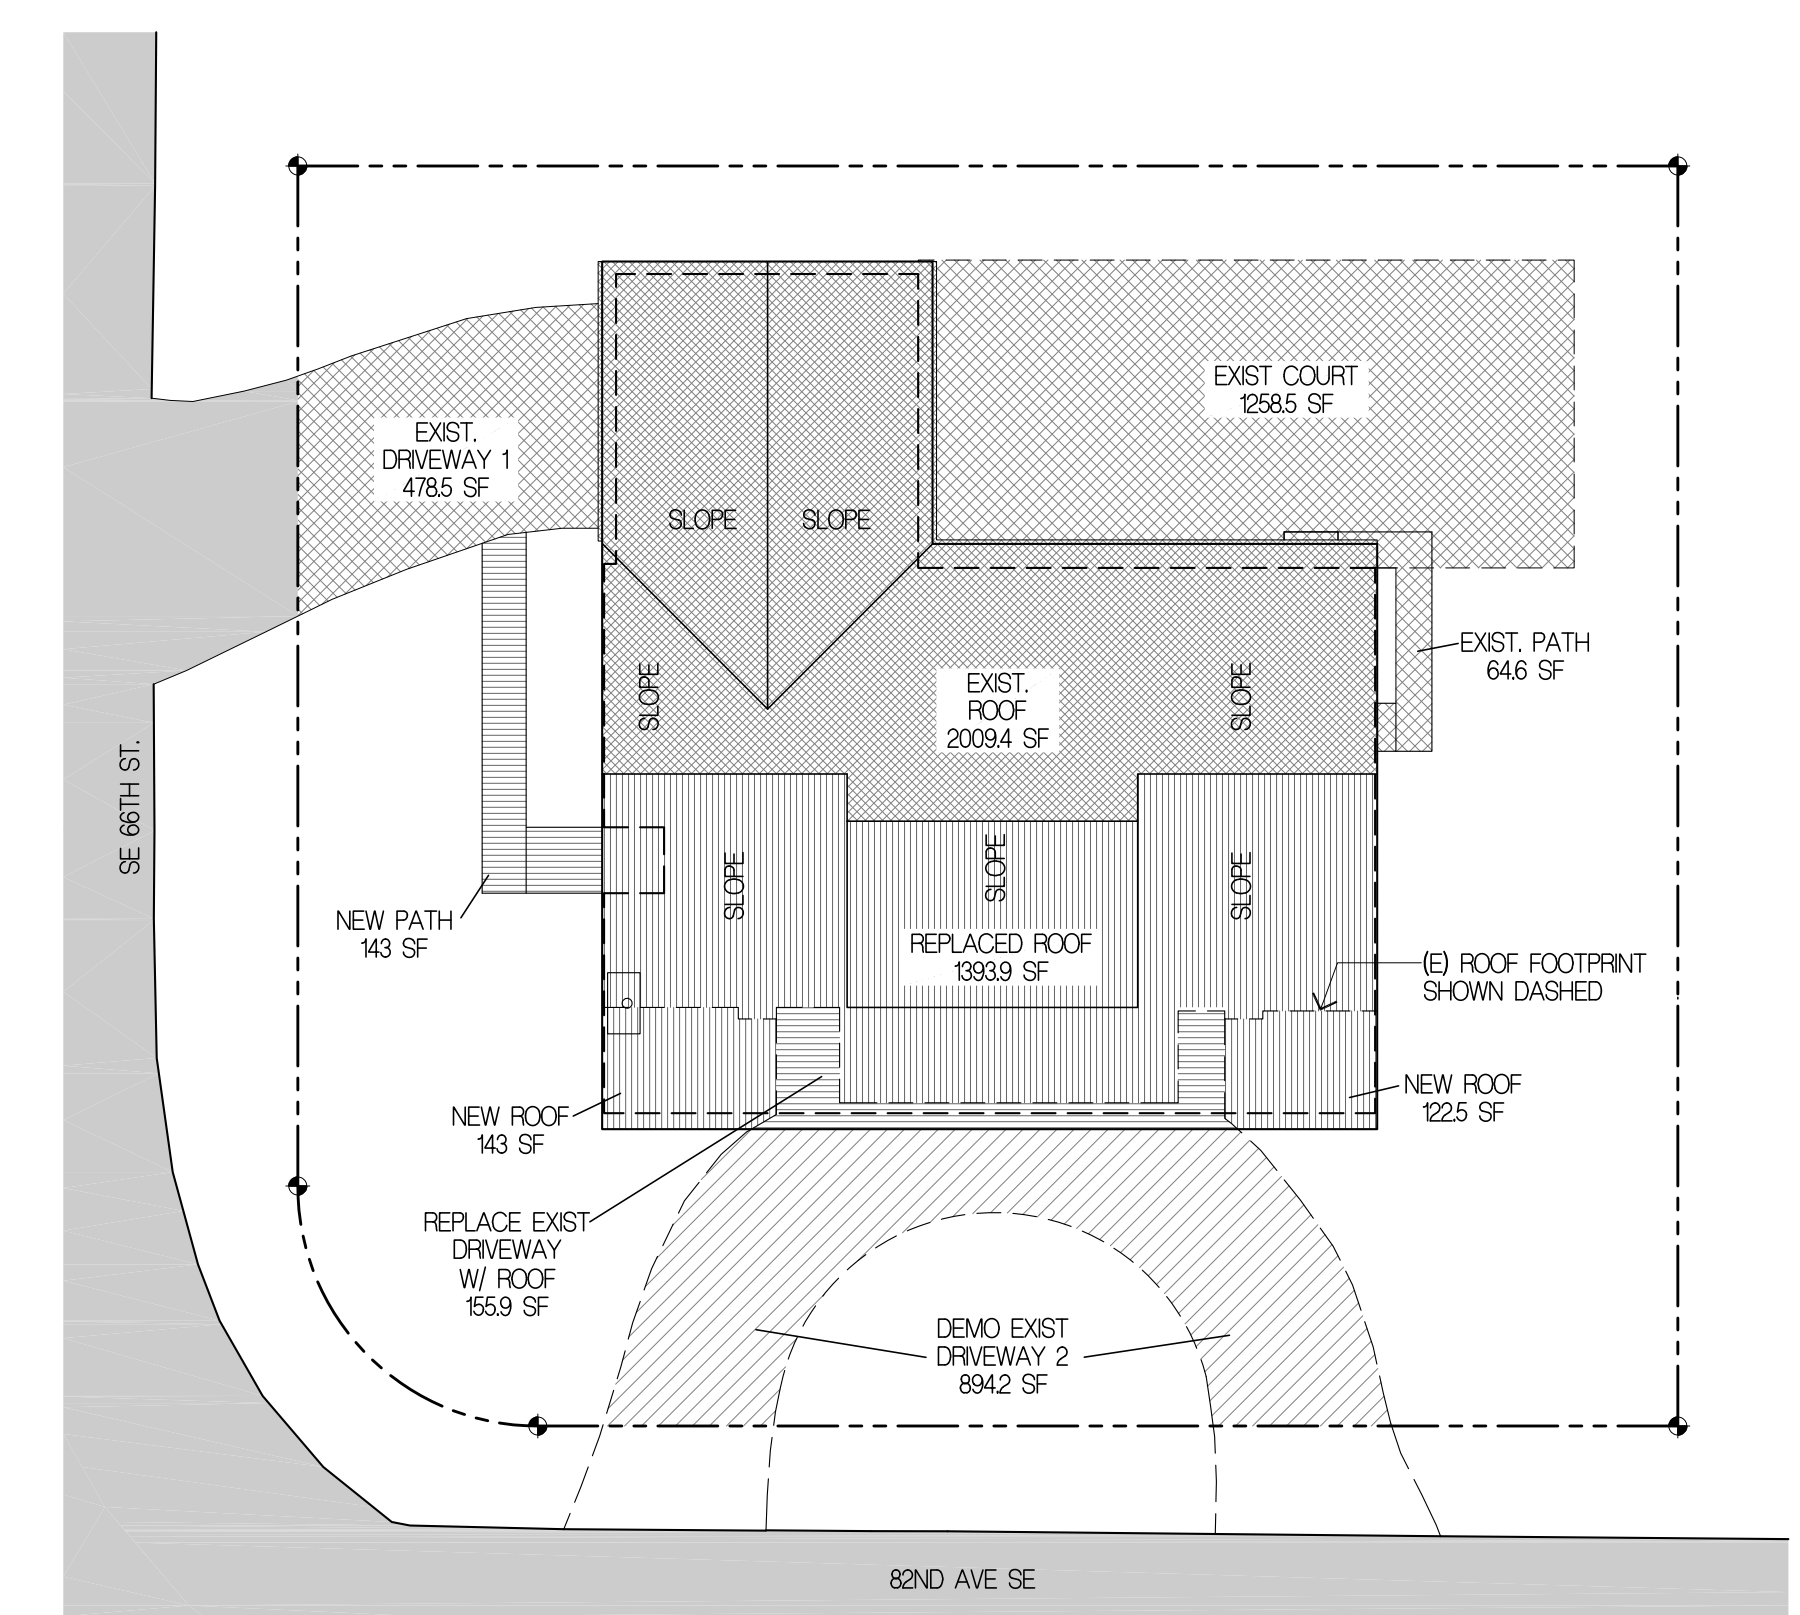 EXIST COURT
1258.5 SF
EXIST.
DRIVEWAY 1
478.5 SF
SLOPE
SLOPE
EXIST. PATH
64.6 SF
SLOPE
EXIST.
ROOF
2009.4 SF
SLOPE
SE 66TH ST.
SLOPE
SLOPE
SLOPE
NEW PATH
143 SF
REPLACED ROOF
1393.9 SF
(E) ROOF FOOTPRINT
SHOWN DASHED
NEW ROOF
143 SF
NEW ROOF
122.5 SF
REPLACE EXIST
DRIVEWAY
W/ ROOF
155.9 SF
DEMO EXIST
DRIVEWAY 2
894.2 SF
82ND AVE SE